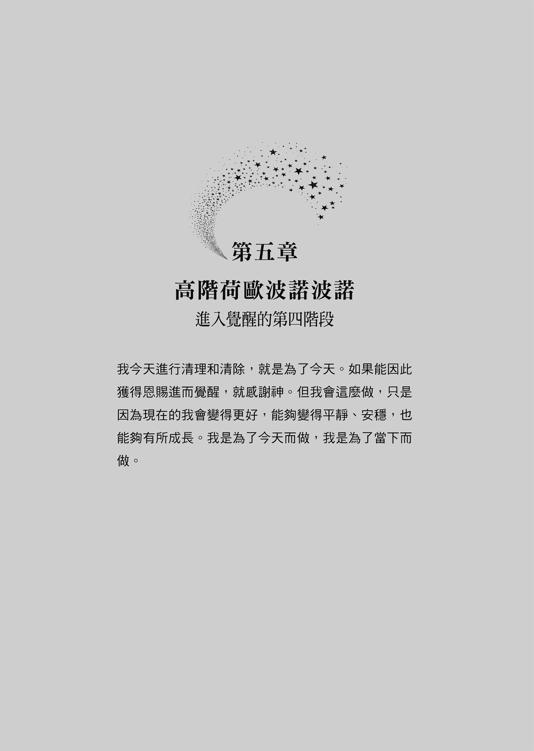 第五章
高階荷歐波諾波諾
進入覺醒的第四階段
我今天進行清理和清除，就是為了今天。如果能因此
獲得恩賜進而覺醒，就感謝神。但我會這麼做，只是
因為現在的我會變得更好，能夠變得平靜、安穩，也
能夠有所成長。我是為了今天而做，我是為了當下而
做。